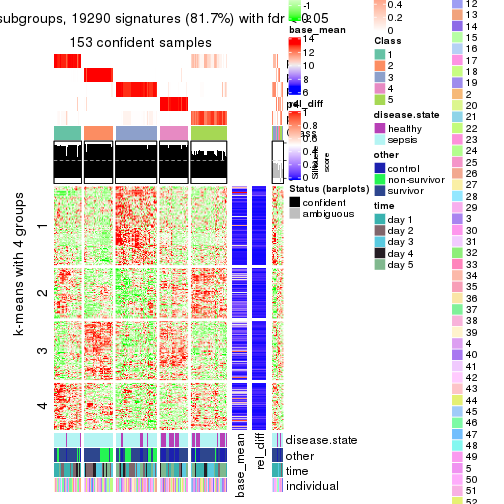 subgroups, 19290 signatures (81.7%) with fdr < 0.05
153 confident samples
k-means with 4 groups
1
2
3
4
base_mean
rel_diff
disease.state
other
time
individual
-1
base_mean
14
12
10
8
6
1
0.8
0.6
0.4
0.2
0
Status (barplots)
confident
ambiguous
0.4
0.2
0
Class
1
2
3
4
5
disease.state
healthy
sepsis
other
control
non-survivor
survivor
time
day 1
day 2
day 3
day 4
day 5
12
13
14
15
16
17
18
19
2
20
21
22
23
24
25
26
27
28
29
3
30
31
32
33
34
35
36
37
38
39
4
40
41
42
43
44
45
46
47
48
49
5
50
51
52